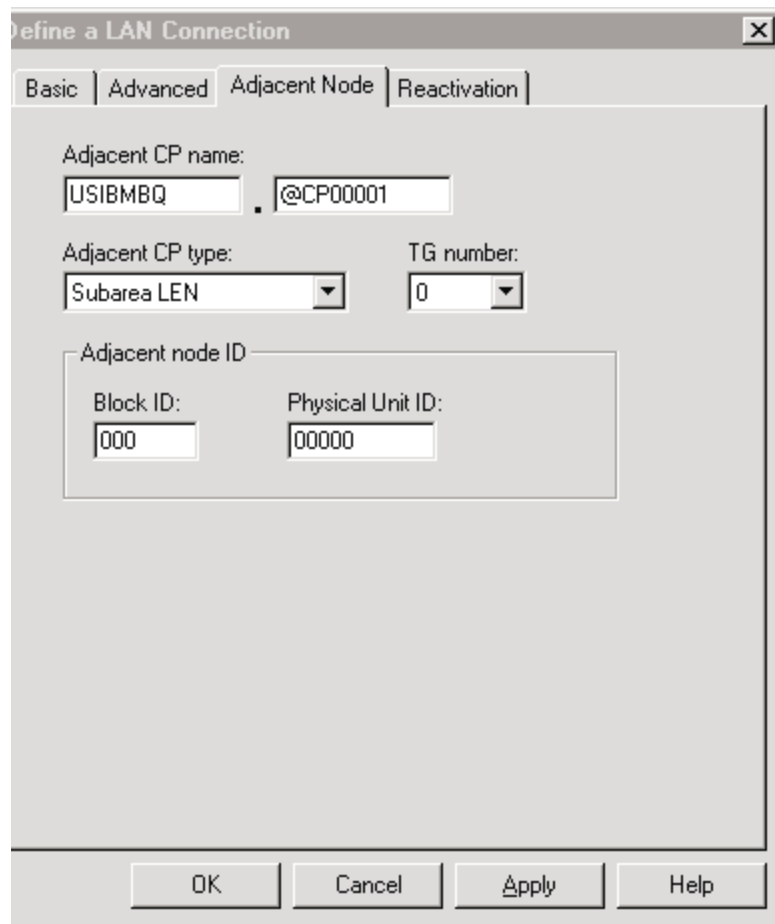 Define a LAN Connection
Basic Advanced Adjacent Node Reactivation
Adjacent CP name:
USIBMBQ . @CP00001
Adjacent CP type: TG number:
Subarea LEN 0
Adjacent node ID
Block ID: Physical Unit ID:
000 00000
OK Cancel Apply Help